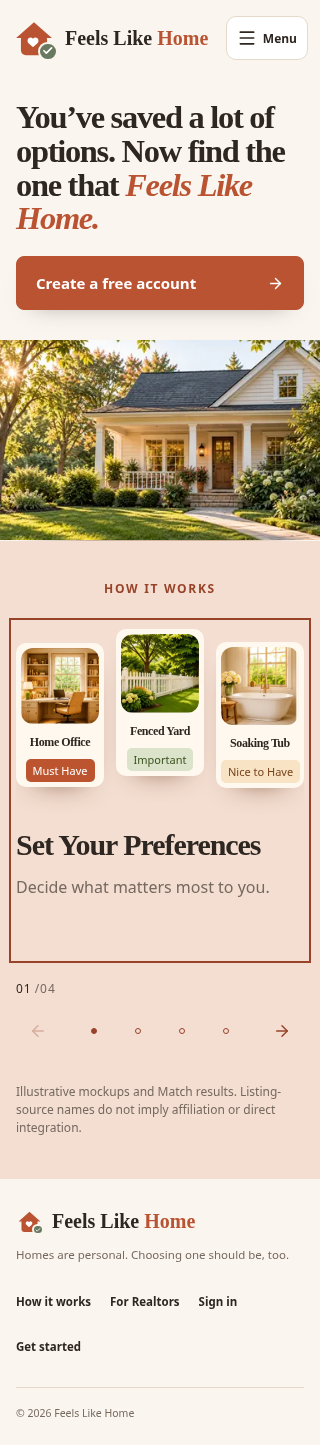 Feels Like Home
Menu
You’ve saved a lot of
options. Now find the
one that Feels Like
Home.
Create a free account
HOW IT WORKS
Home Office
Must Have
Fenced Yard
Important
Soaking Tub
Nice to Have
Set Your Preferences
Decide what matters most to you.
01 /04
Illustrative mockups and Match results. Listing-
source names do not imply affiliation or direct
integration.
Feels Like Home
Homes are personal. Choosing one should be, too.
How it works For Realtors Sign in
Get started
© 2026 Feels Like Home